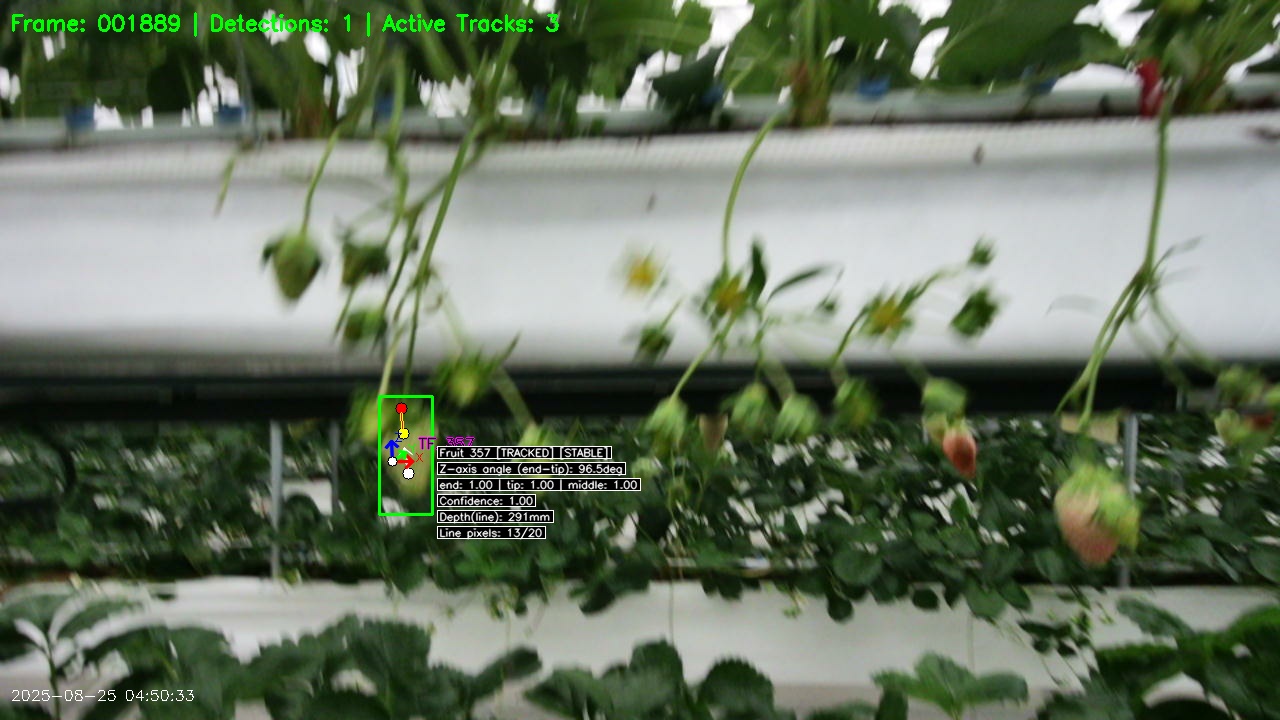 Frame: 001889 | Detections: 1 | Active Tracks: 3
TF_357
X
Fruit 357 [TRACKED] [STABLE]
Z-axis angle (end-tip): 96.5deg
end: 1.00 | tip: 1.00 | middle: 1.00
Confidence: 1.00
Depth(line): 291mm
Line pixels: 13/20
2025-08-25 04:50:33